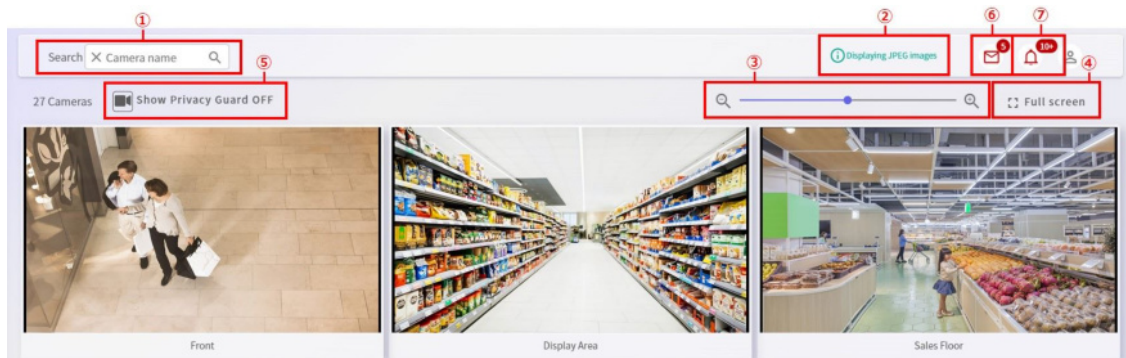 ① ② ⑥ ⑦
Search Camera name Displaying JPEG images 5 10+
⑤ ③ ④
27 Cameras Show Privacy Guard OFF Full screen
Front Display Area Sales Floor